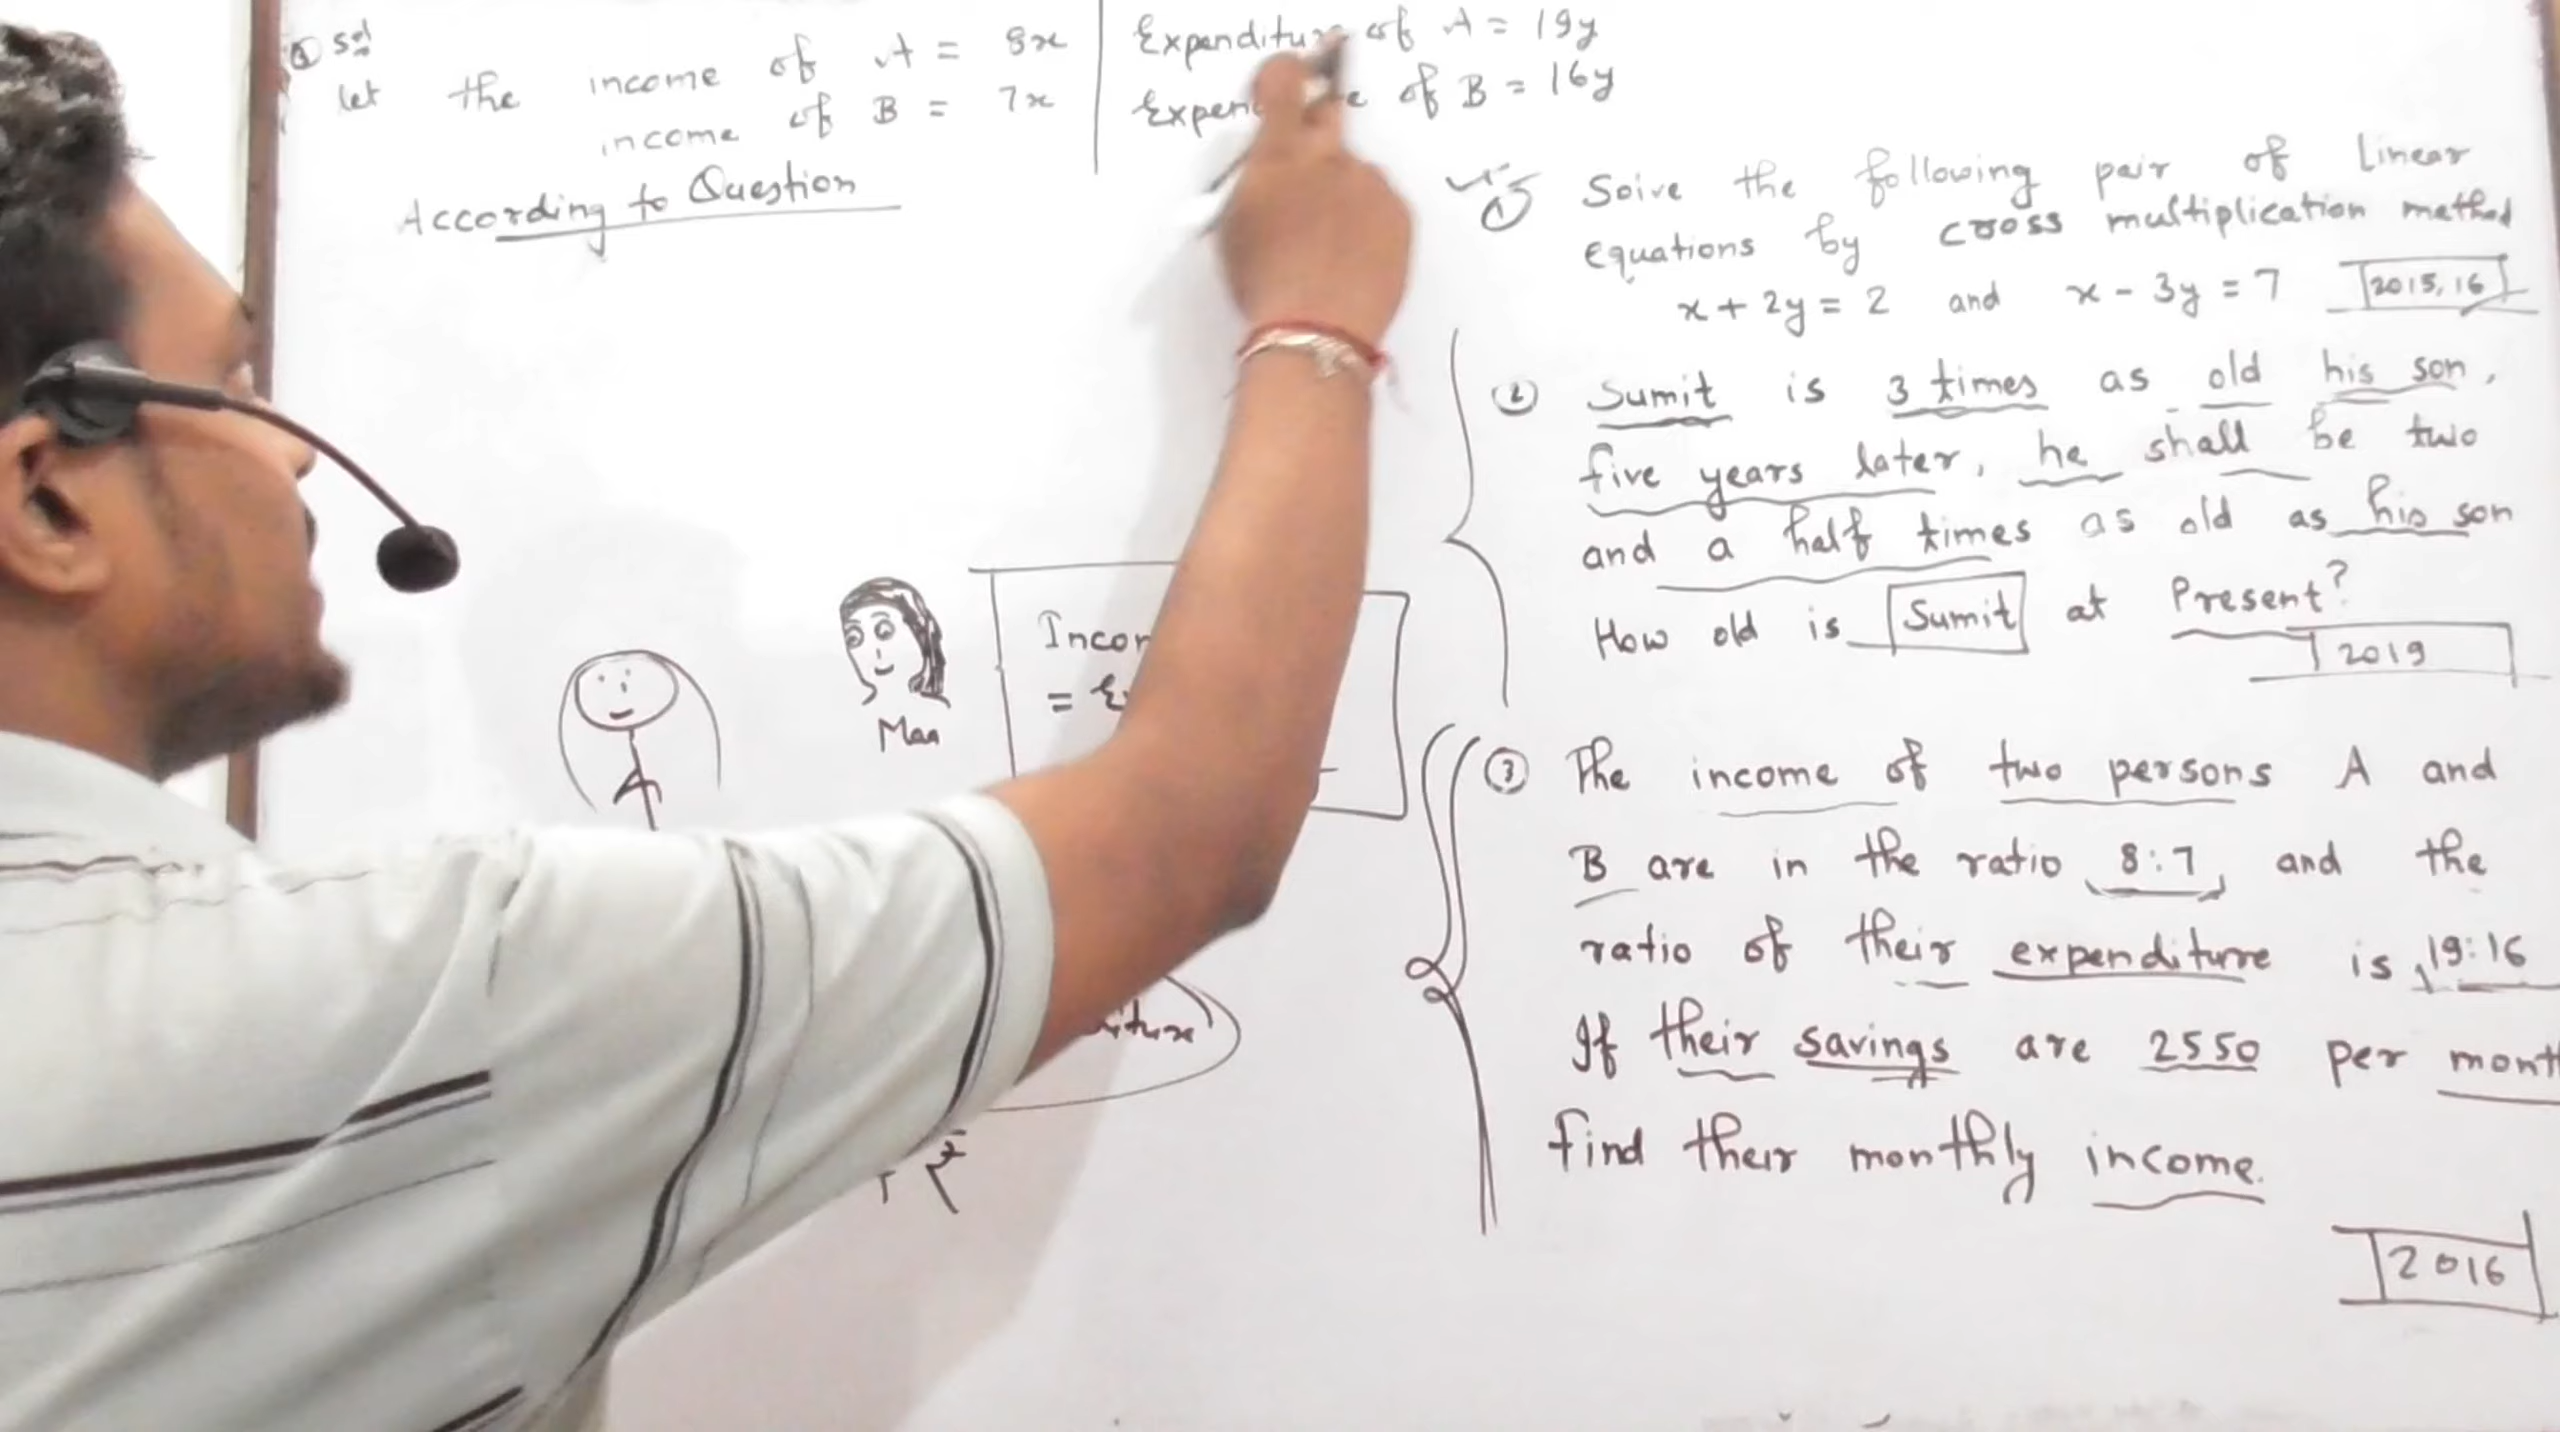 Sol
Let the income of A = 8x
income of B = 7x
According to Question
Expenditure of A = 19y
of B = 16y
Maa
① Solve the following pair of Linear
equations by cross multiplication method
x + 2y = 2 and x - 3y = 7 2015, 16
② Sumit is 3 times as old his son,
five years later, he shall be two
and a half times as old as his son
How old is Sumit at Present?
2019
③ The income of two persons A and
B are in the ratio 8:7 and the
ratio of their expenditure is 19:16
If their savings are 2550 per
find their monthly income.
2016